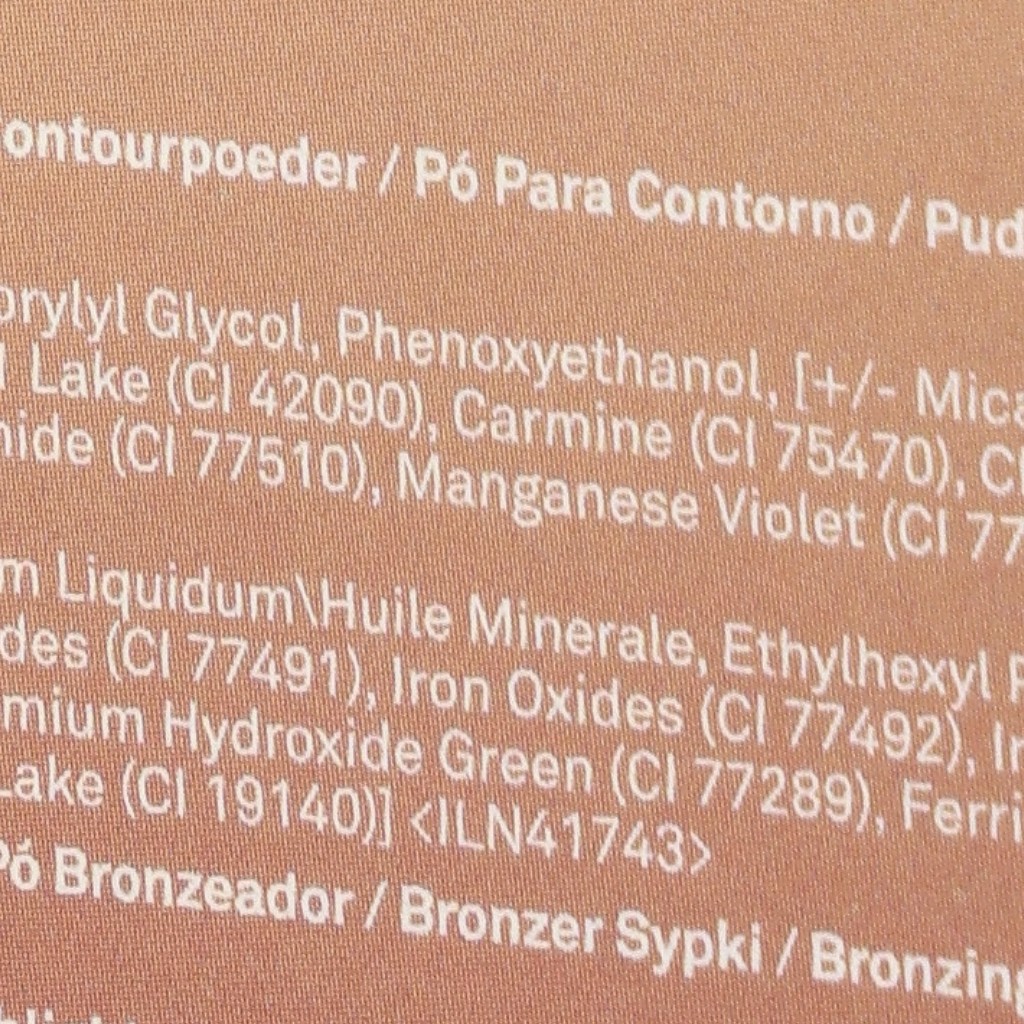 ontourpoeder / Pó Para Contorno / Pud
prylyl Glycol, Phenoxyethanol, [+/- Mica
Lake (CI 42090), Carmine (CI 75470), C
nide (CI 77510), Manganese Violet (CI 77
m Liquidum\Huile Minerale, Ethylhexyl P
des (CI 77491), Iron Oxides (CI 77492), Ir
mium Hydroxide Green (CI 77289), Ferri
Lake (CI 19140)] <ILN41743>
Pó Bronzeador / Bronzer Sypki / Bronzing